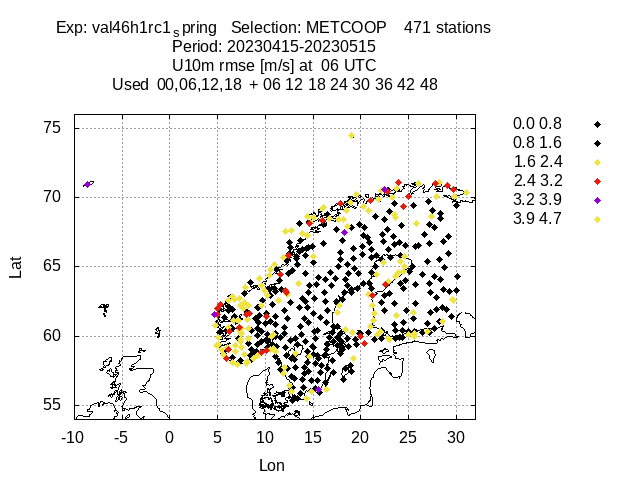 Exp: val46h1rc1spring Selection: METCOOP 471 stations
Period: 20230415-20230515
U10m rmse [m/s] at 06 UTC
Used 00,06,12,18 + 06 12 18 24 30 36 42 48
75
70
65
60
55
Lat
-10 -5 0 5 10 15 20 25 30
Lon
0.0 0.8
0.8 1.6
1.6 2.4
2.4 3.2
3.2 3.9
3.9 4.7